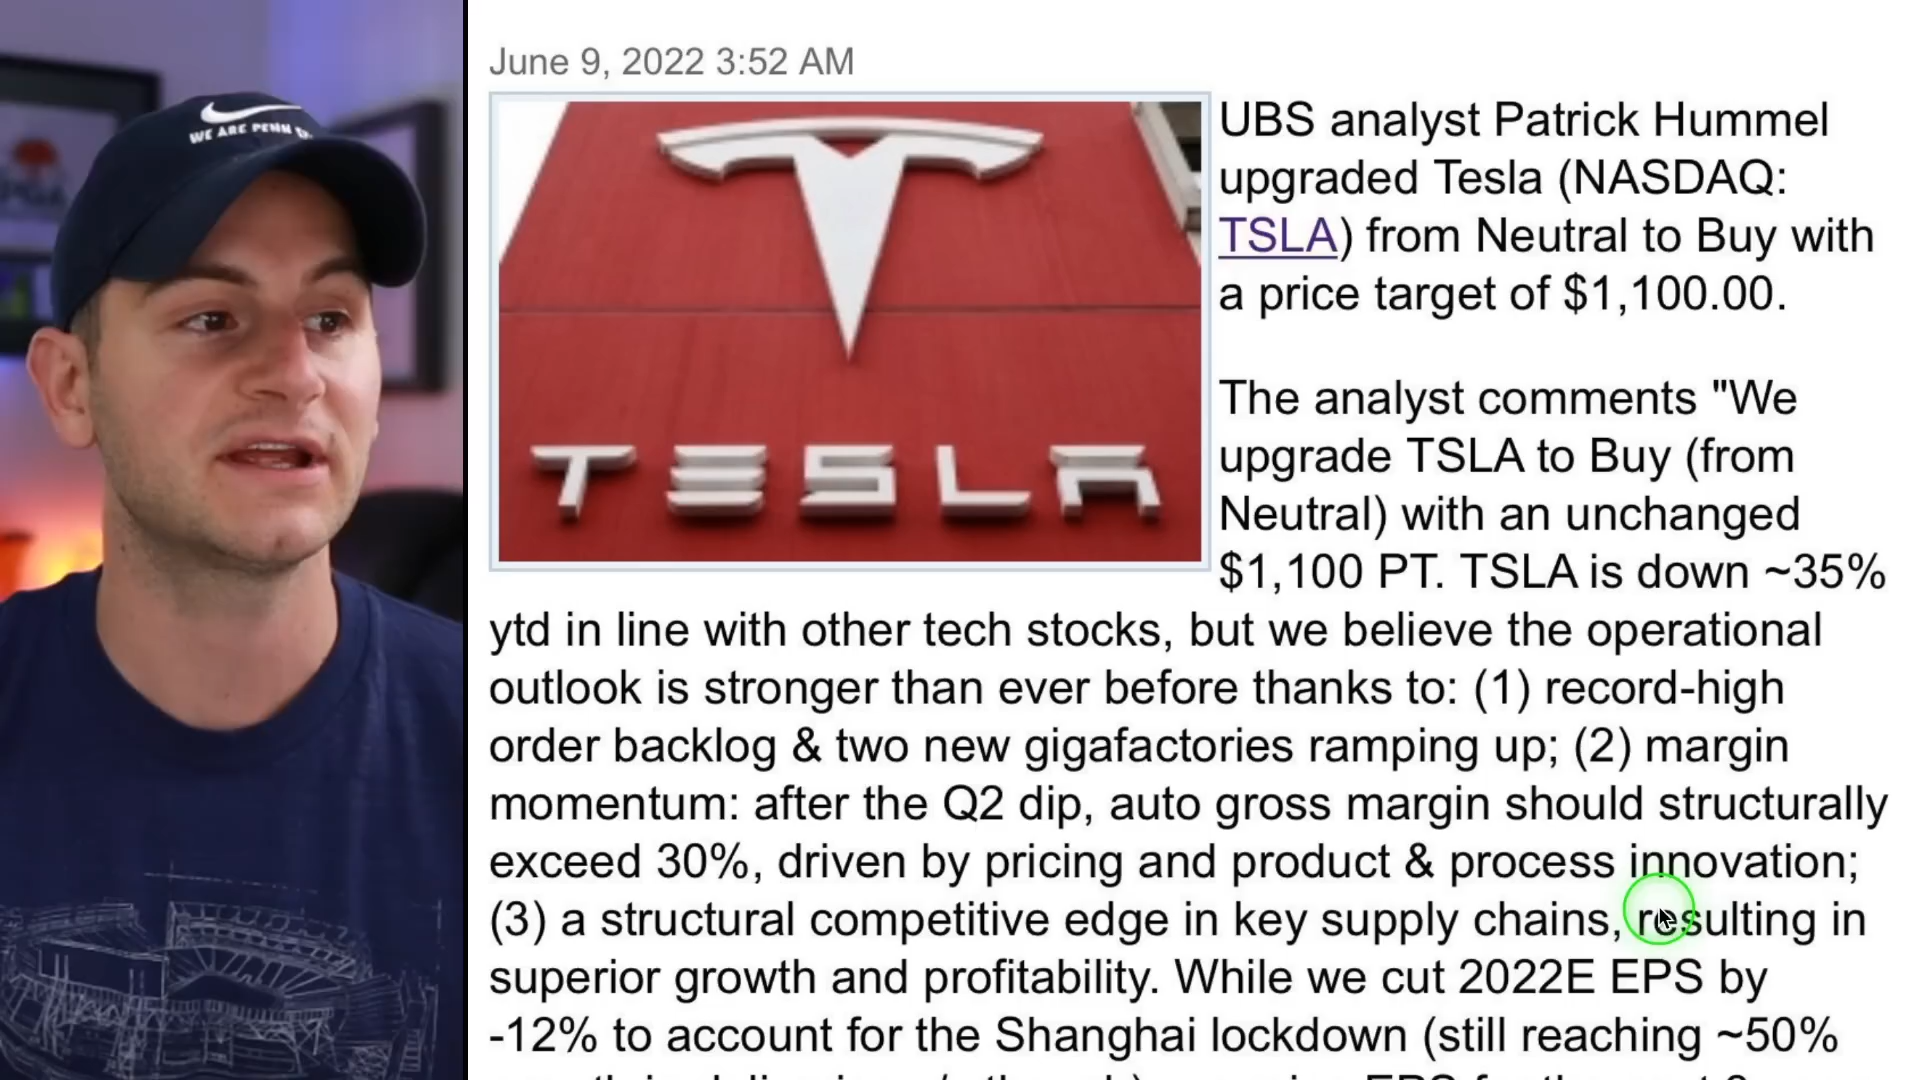 WE ARE PENN
June 9, 2022 3:52 AM
TESLA
UBS analyst Patrick Hummel
upgraded Tesla (NASDAQ:
TSLA) from Neutral to Buy with
a price target of $1,100.00.
The analyst comments "We
upgrade TSLA to Buy (from
Neutral) with an unchanged
$1,100 PT. TSLA is down ~35%
ytd in line with other tech stocks, but we believe the operational
outlook is stronger than ever before thanks to: (1) record-high
order backlog & two new gigafactories ramping up; (2) margin
momentum: after the Q2 dip, auto gross margin should structurally
exceed 30%, driven by pricing and product & process innovation;
(3) a structural competitive edge in key supply chains, resulting in
superior growth and profitability. While we cut 2022E EPS by
-12% to account for the Shanghai lockdown (still reaching ~50%